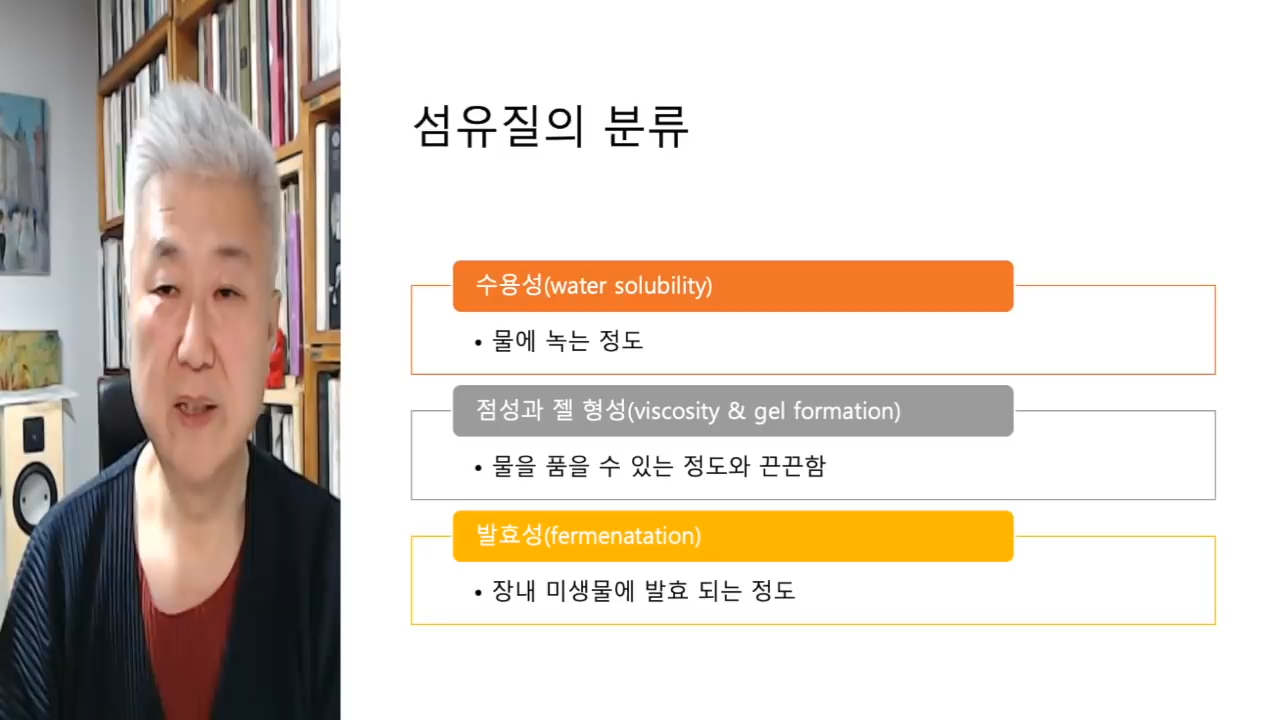 섬유질의 분류
수용성(water solubility)
• 물에 녹는 정도
점성과 젤 형성(viscosity & gel formation)
• 물을 품을 수 있는 정도와 끈끈함
발효성(fermenatation)
• 장내 미생물에 발효 되는 정도